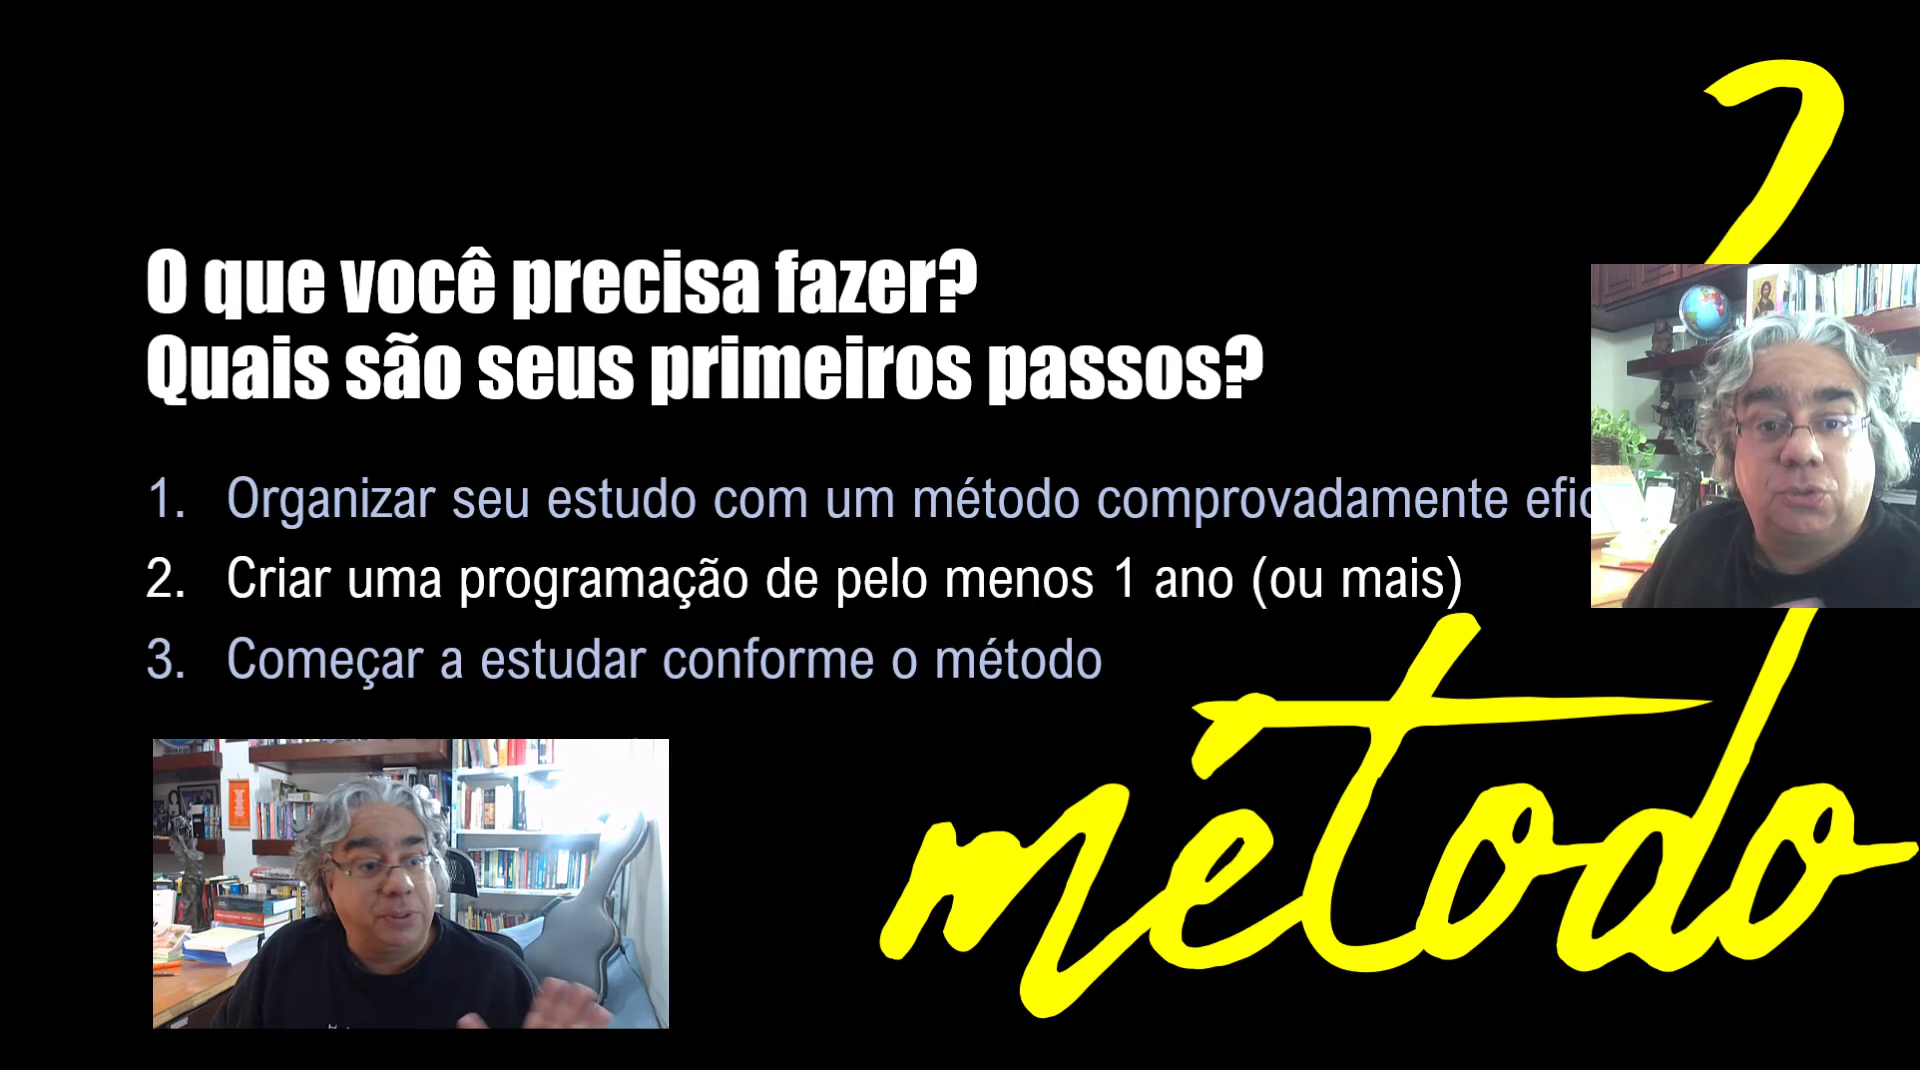 2
O que você precisa fazer?
Quais são seus primeiros passos?
1. Organizar seu estudo com um método comprovadamente
2. Criar uma programação de pelo menos 1 ano (ou mais)
3. Começar a estudar conforme o método
método